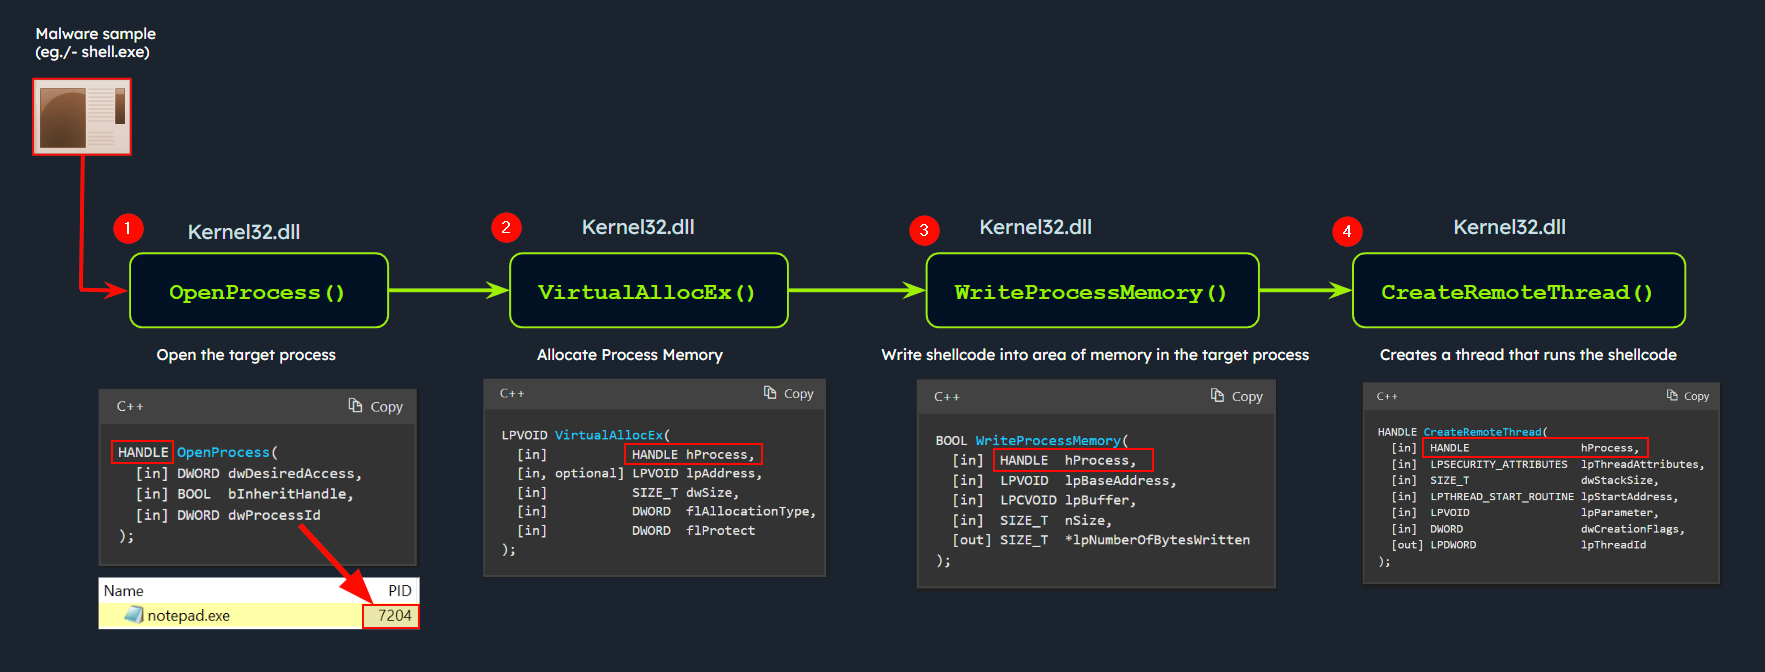 Malware sample
(eg./- shell.exe)
1
Kernel32.dll
OpenProcess()
Open the target process
C++
Copy
HANDLE OpenProcess(
[in] DWORD dwDesiredAccess,
[in] BOOL bInheritHandle,
[in] DWORD dwProcessId
);
Name PID
notepad.exe 7204
2
Kernel32.dll
VirtualAllocEx()
Allocate Process Memory
C++
Copy
LPVOID VirtualAllocEx(
[in] HANDLE hProcess,
[in, optional] LPVOID lpAddress,
[in] SIZE_T dwSize,
[in] DWORD flAllocationType,
[in] DWORD flProtect
);
3
Kernel32.dll
WriteProcessMemory()
Write shellcode into area of memory in the target process
C++
Copy
BOOL WriteProcessMemory(
[in] HANDLE hProcess,
[in] LPVOID lpBaseAddress,
[in] LPCVOID lpBuffer,
[in] SIZE_T nSize,
[out] SIZE_T *lpNumberOfBytesWritten
);
4
Kernel32.dll
CreateRemoteThread()
Creates a thread that runs the shellcode
C++
Copy
HANDLE CreateRemoteThread(
[in] HANDLE hProcess,
[in] LPSECURITY_ATTRIBUTES lpThreadAttributes,
[in] SIZE_T dwStackSize,
[in] LPTHREAD_START_ROUTINE lpStartAddress,
[in] LPVOID lpParameter,
[in] DWORD dwCreationFlags,
[out] LPDWORD lpThreadId
);